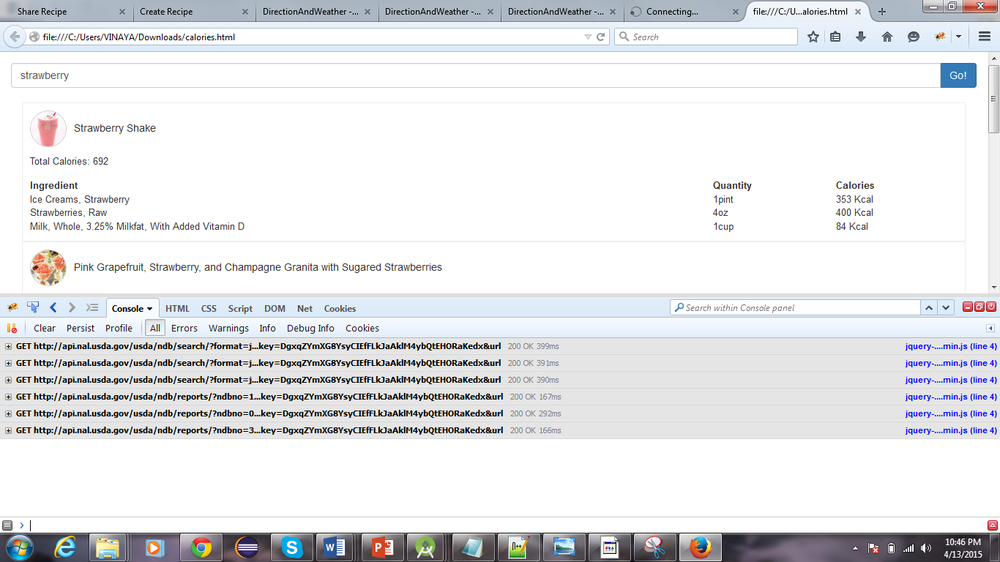 Share Recipe
Create Recipe
DirectionAndWeather -...
DirectionAndWeather -...
DirectionAndWeather -...
Connecting...
file:///C:/U...alories.html
file:///C:/Users/VINAYA/Downloads/calories.html
Search
strawberry
Go!
Strawberry Shake
Total Calories: 692
Ingredient Quantity Calories
Ice Creams, Strawberry 1pint 353 Kcal
Strawberries, Raw 4oz 400 Kcal
Milk, Whole, 3.25% Milkfat, With Added Vitamin D 1cup 84 Kcal
Pink Grapefruit, Strawberry, and Champagne Granita with Sugared Strawberries
Console HTML CSS Script DOM Net Cookies
Search within Console panel
Clear Persist Profile All Errors Warnings Info Debug Info Cookies
GET http://api.nal.usda.gov/usda/ndb/search/?format=j...key=DgxqZYmXG8YsyCIEfFLkJaAklM4ybQtEHORaKedx&url 200 OK 399ms jquery-....min.js (line 4)
GET http://api.nal.usda.gov/usda/ndb/search/?format=j...key=DgxqZYmXG8YsyCIEfFLkJaAklM4ybQtEHORaKedx&url 200 OK 391ms jquery-....min.js (line 4)
GET http://api.nal.usda.gov/usda/ndb/search/?format=j...key=DgxqZYmXG8YsyCIEfFLkJaAklM4ybQtEHORaKedx&url 200 OK 390ms jquery-....min.js (line 4)
GET http://api.nal.usda.gov/usda/ndb/reports/?ndbno=1...key=DgxqZYmXG8YsyCIEfFLkJaAklM4ybQtEHORaKedx&url 200 OK 167ms jquery-....min.js (line 4)
GET http://api.nal.usda.gov/usda/ndb/reports/?ndbno=0...key=DgxqZYmXG8YsyCIEfFLkJaAklM4ybQtEHORaKedx&url 200 OK 292ms jquery-....min.js (line 4)
GET http://api.nal.usda.gov/usda/ndb/reports/?ndbno=3...key=DgxqZYmXG8YsyCIEfFLkJaAklM4ybQtEHORaKedx&url 200 OK 166ms jquery-....min.js (line 4)
10:46 PM
4/13/2015